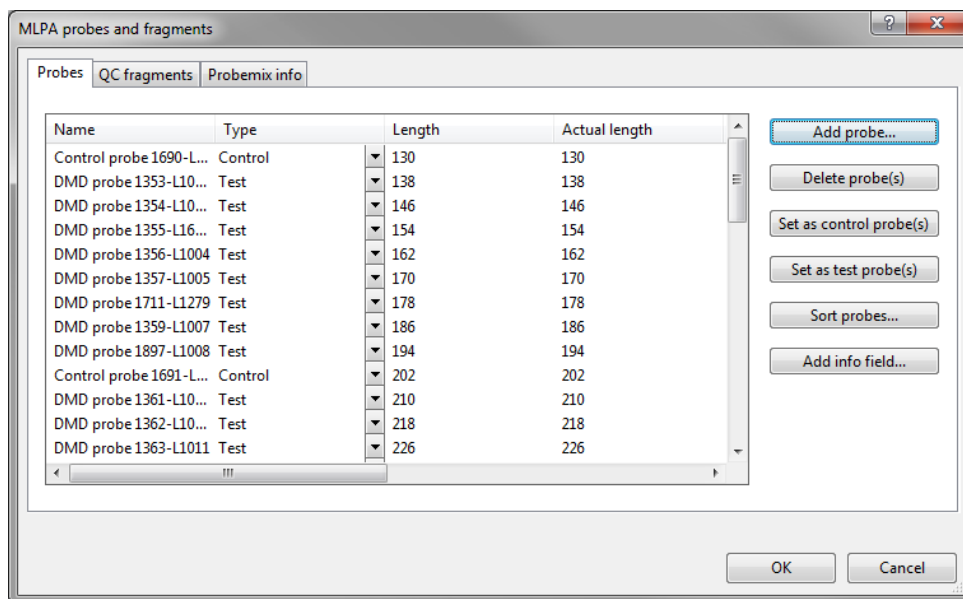 MLPA probes and fragments
Probes QC fragments Probemix info
Name Type Length Actual length
Control probe 1690-L... Control 130 130
DMD probe 1353-L10... Test 138 138
DMD probe 1354-L10... Test 146 146
DMD probe 1355-L16... Test 154 154
DMD probe 1356-L1004 Test 162 162
DMD probe 1357-L1005 Test 170 170
DMD probe 1711-L1279 Test 178 178
DMD probe 1359-L1007 Test 186 186
DMD probe 1897-L1008 Test 194 194
Control probe 1691-L... Control 202 202
DMD probe 1361-L10... Test 210 210
DMD probe 1362-L10... Test 218 218
DMD probe 1363-L1011 Test 226 226
Add probe...
Delete probe(s)
Set as control probe(s)
Set as test probe(s)
Sort probes...
Add info field...
OK Cancel